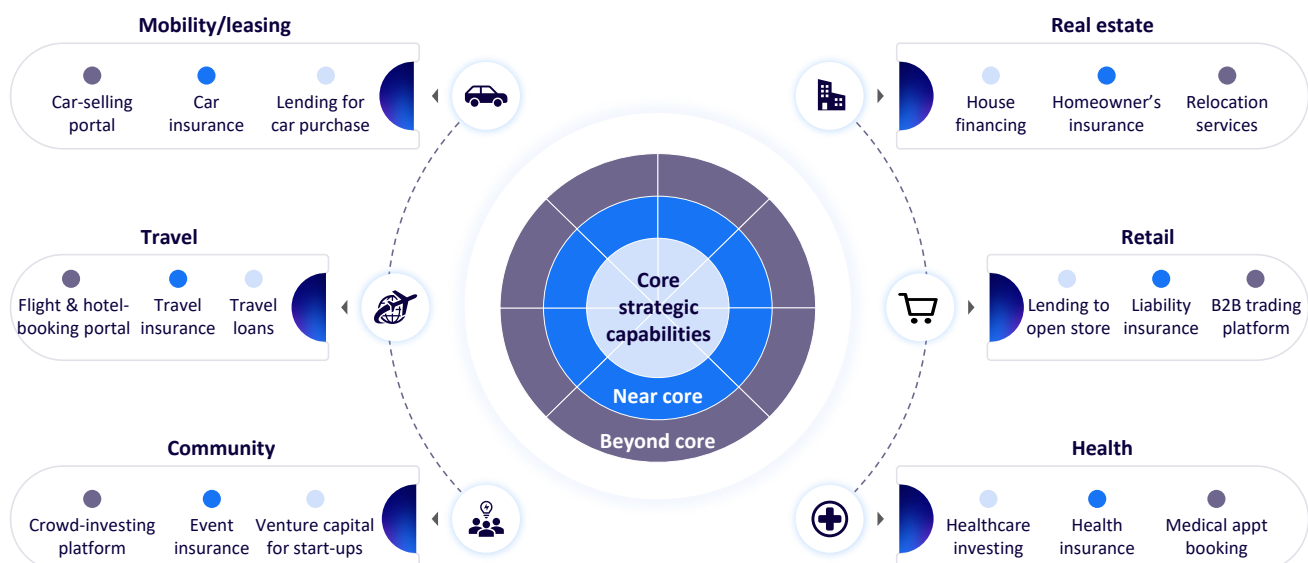 Mobility/leasing
Car-selling
portal
Car
insurance
Lending for
car purchase
Travel
Flight & hotel-
booking portal
Travel
insurance
Travel
loans
Community
Crowd-investing
platform
Event
insurance
Venture capital
for start-ups
Core
strategic
capabilities
Near core
Beyond core
Real estate
House
financing
Homeowner’s
insurance
Relocation
services
Retail
Lending to
open store
Liability
insurance
B2B trading
platform
Health
Healthcare
investing
Health
insurance
Medical appt
booking